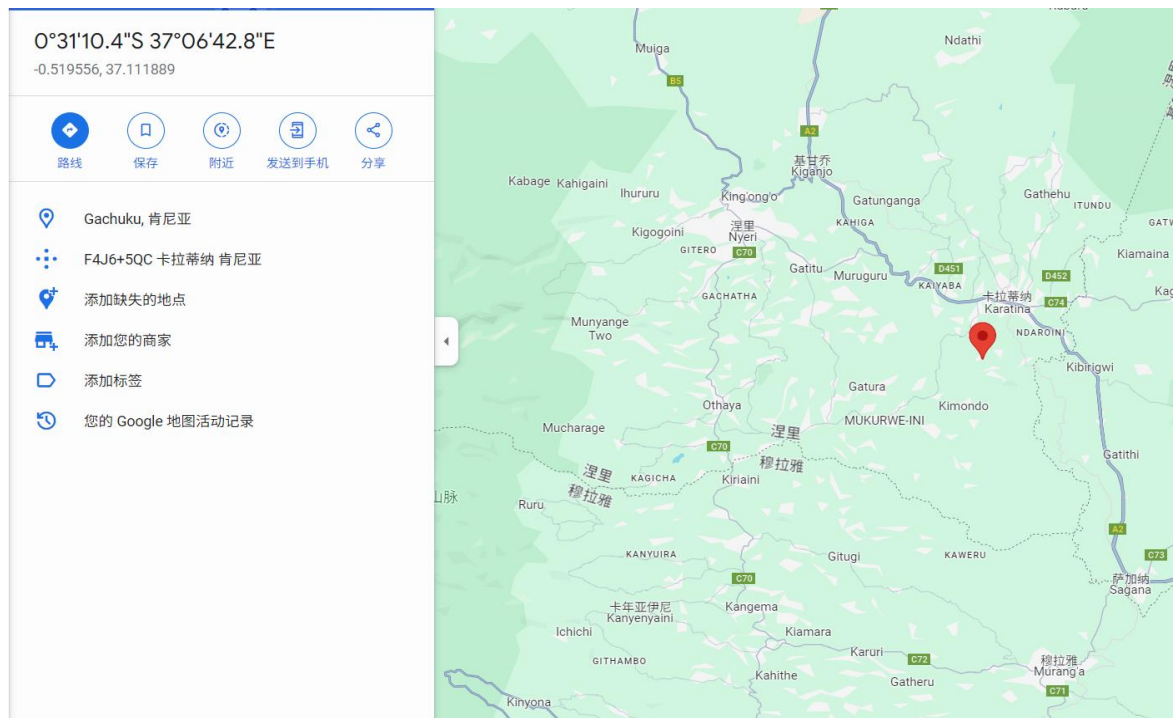 0°31'10.4"S 37°06'42.8"E
-0.519556, 37.111889
路线
保存
附近
发送到手机
分享
Gachuku, 肯尼亚
F4J6+5QC 卡拉蒂纳 肯尼亚
添加缺失的地点
添加您的商家
添加标签
您的 Google 地图活动记录
Muiga
Ndathi
B5
A2
基甘乔
Kiganjo
Kabage
Kahigaini
Ihururu
King'ong'o
Gatunganga
Gathehu
ITUNDU
Kigogoini
涅里
Nyeri
KAHIGA
GITERO
C70
Kiamaina
Gatitu
Muruguru
D451
D452
KAIYABA
GACHATHA
卡拉蒂纳
Karatina
C74
Munyange
Two
NDAROINI
Kibirigwi
Gatura
Othaya
Kimondo
MUKURWE-INI
Mucharage
涅里
C70
穆拉雅
Gatithi
涅里
KAGICHA
Kiriaini
山脉
穆拉雅
Ruru
A2
KANYUIRA
Gitugi
KAWERU
C73
C70
萨加纳
Sagana
卡年亚伊尼
Kanyenyaini
Kangema
Ichichi
Kiamara
GITHAMBO
Karuri
C72
穆拉雅
Murang'a
Kahithe
Gatheru
C71
Kinyona